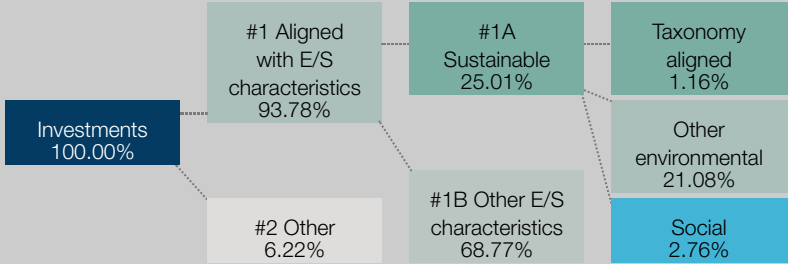 Investments
100.00%
#1 Aligned
with E/S
characteristics
93.78%
#2 Other
6.22%
#1A
Sustainable
25.01%
#1B Other E/S
characteristics
68.77%
Taxonomy
aligned
1.16%
Other
environmental
21.08%
Social
2.76%